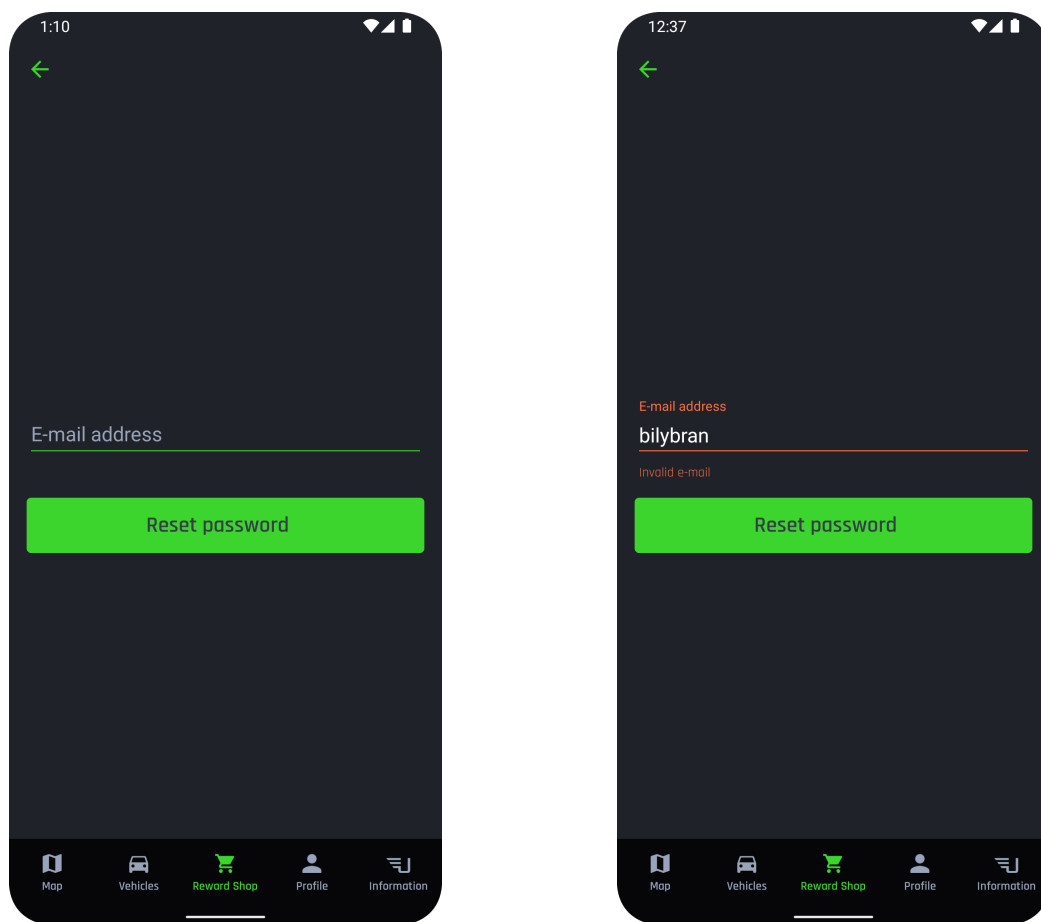 1:10
E-mail address
Reset password
Map
Vehicles
Reward Shop
Profile
Information
12:37
E-mail address
bilybran
Invalid e-mail
Reset password
Map
Vehicles
Reward Shop
Profile
Information